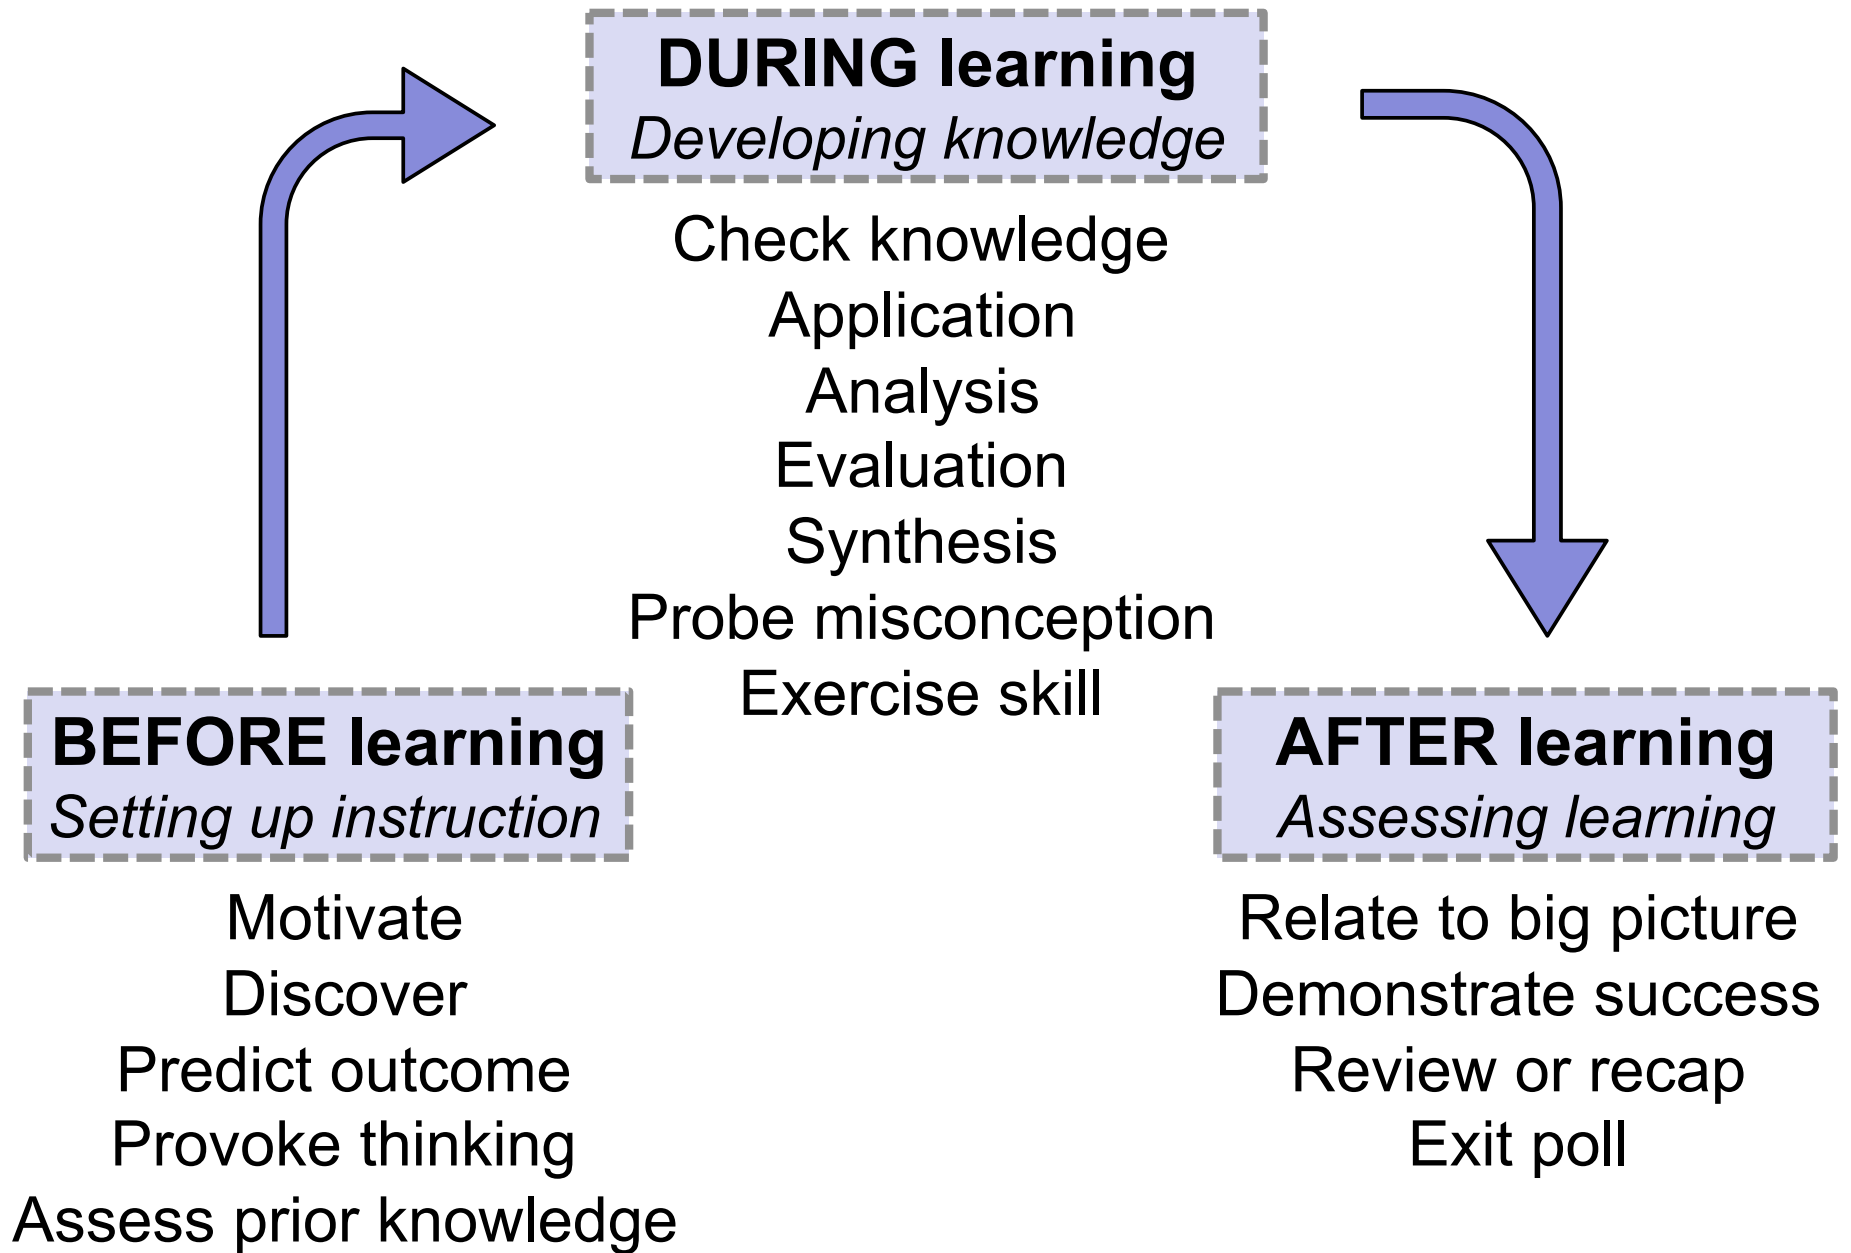 DURING learning
Developing knowledge
Check knowledge
Application
Analysis
Evaluation
Synthesis
Probe misconception
Exercise skill
BEFORE learning
Setting up instruction
Motivate
Discover
Predict outcome
Provoke thinking
Assess prior knowledge
AFTER learning
Assessing learning
Relate to big picture
Demonstrate success
Review or recap
Exit poll